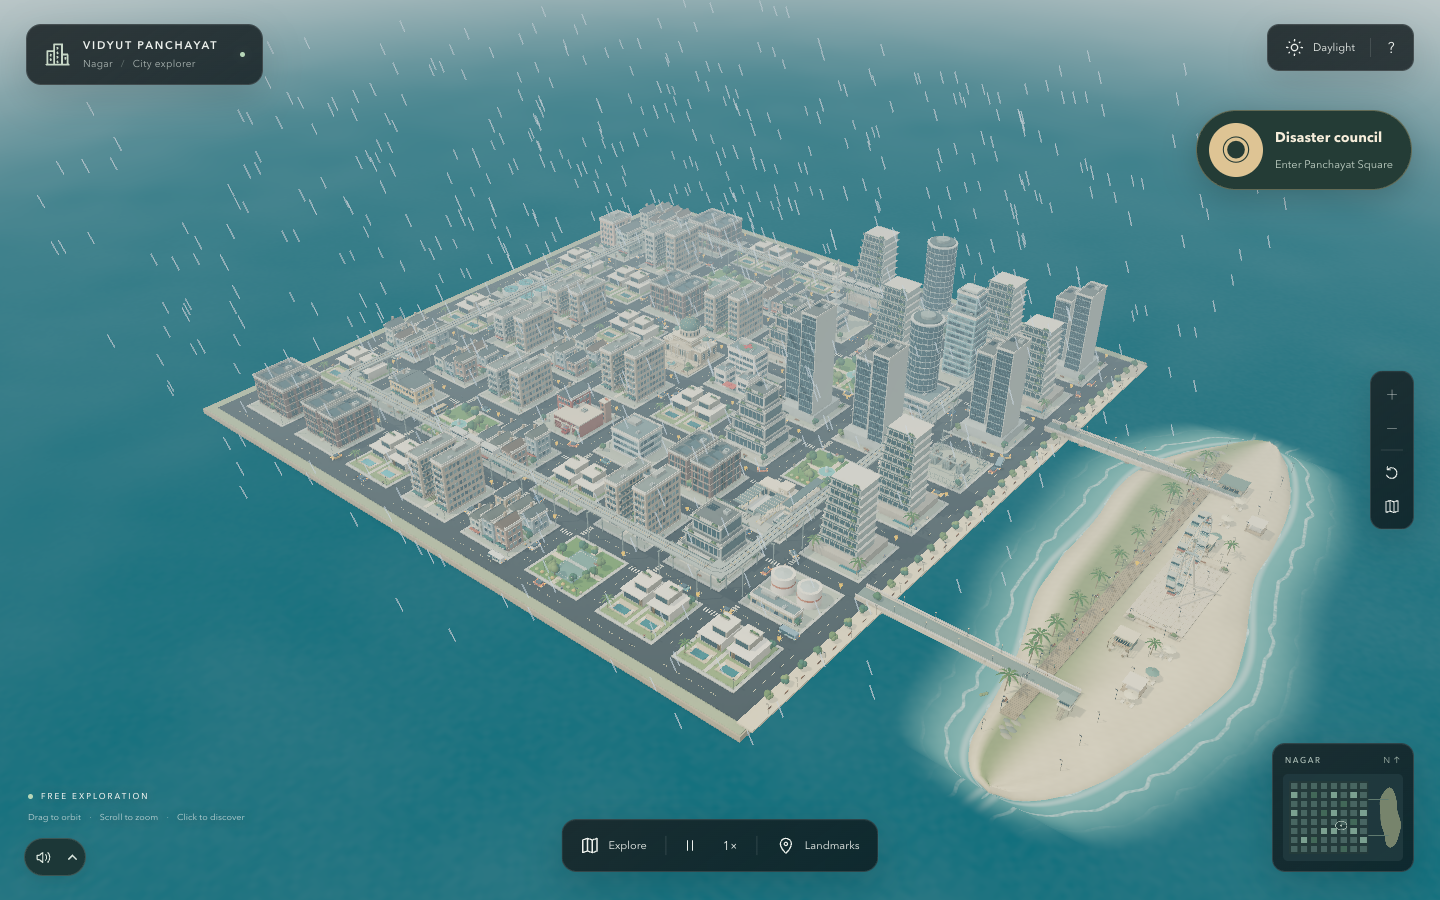 VIDYUT PANCHAYAT
Nagar / City explorer
Daylight ?
Disaster council
Enter Panchayat Square
NAGAR N ↑
FREE EXPLORATION
Drag to orbit · Scroll to zoom · Click to discover
Explore 1× Landmarks